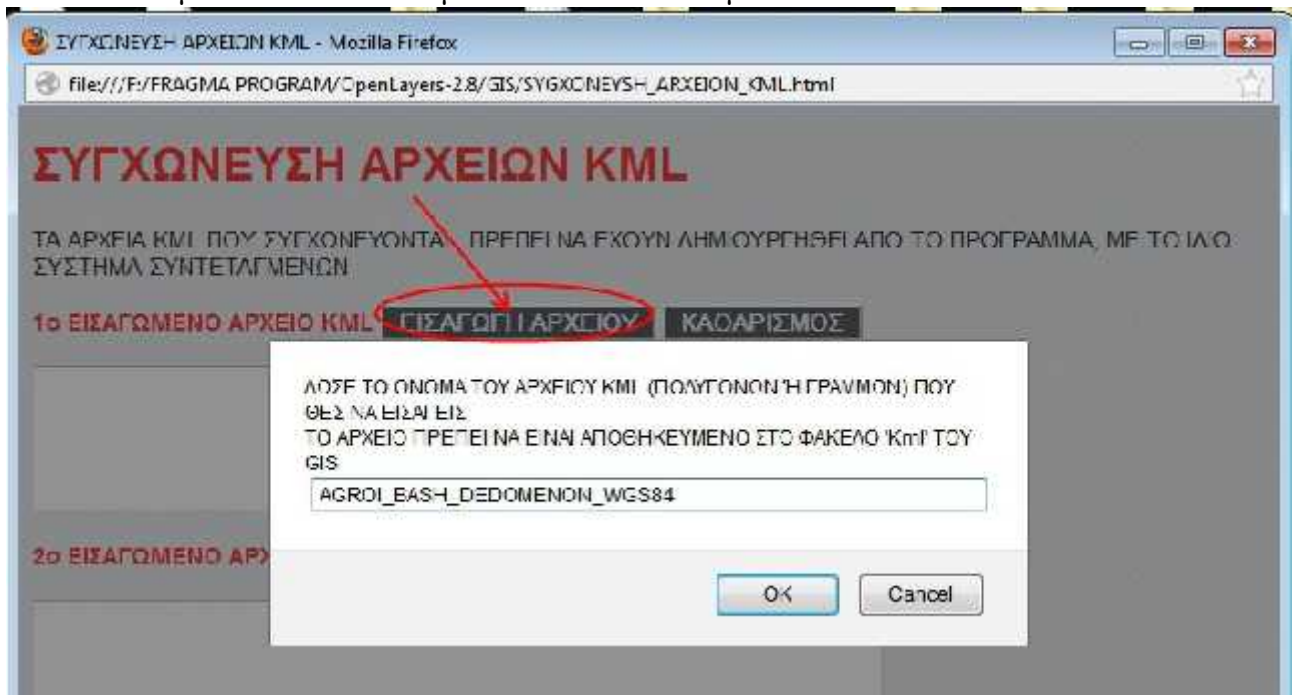 ΣΥΓΧΩΝΕΥΣΗ ΑΡΧΕΙΩΝ KML - Mozilla Firefox
file:///F:/FRAGMA PROGRAM/OpenLayers-2.8/GIS/SYGXONEYSH_ARXEION_KML.html
ΣΥΓΧΩΝΕΥΣΗ ΑΡΧΕΙΩΝ KML
ΤΑ ΑΡΧΕΙΑ KML ΠΟΥ ΣΥΓΧΟΝΕΥΟΝΤΑΙ ΠΡΕΠΕΙ ΝΑ ΕΧΟΥΝ ΔΗΜΙΟΥΡΓΗΘΕΙ ΑΠΟ ΤΟ ΠΡΟΓΡΑΜΜΑ, ΜΕ ΤΟ ΙΔΙΟ
ΣΥΣΤΗΜΑ ΣΥΝΤΕΤΑΓΜΕΝΩΝ
1ο ΕΙΣΑΓΩΜΕΝΟ ΑΡΧΕΙΟ KML ΕΙΣΑΓΩΓΗ ΑΡΧΕΙΟΥ ΚΑΘΑΡΙΣΜΟΣ
ΔΩΣΕ ΤΟ ΟΝΟΜΑ ΤΟΥ ΑΡΧΕΙΟΥ KML (ΠΟΛΥΓΟΝΩΝ Ή ΓΡΑΜΜΩΝ) ΠΟΥ
ΘΕΣ ΝΑ ΕΙΣΑΓΕΙΣ
ΤΟ ΑΡΧΕΙΟ ΠΡΕΠΕΙ ΝΑ ΕΙΝΑΙ ΑΠΟΘΗΚΕΥΜΕΝΟ ΣΤΟ ΦΑΚΕΛΟ 'Kml' ΤΟΥ
GIS
AGROI_BASH_DEDOMENON_WGS84
2ο ΕΙΣΑΓΩΜΕΝΟ ΑΡΧ
OK Cancel